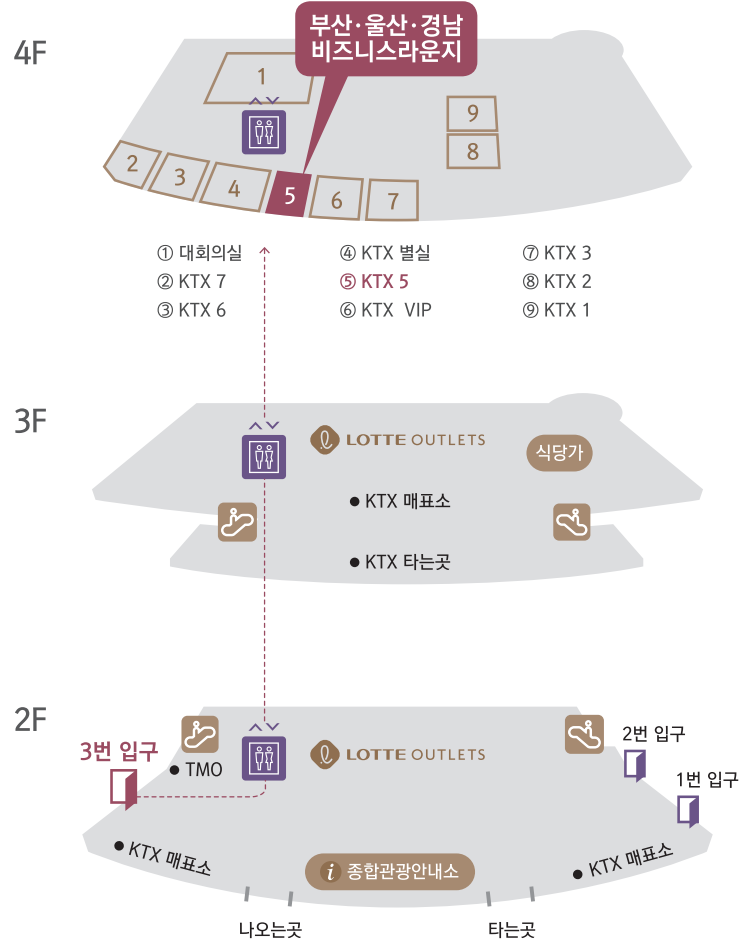 4F
부산·울산·경남
비즈니스라운지
1
9
8
2
3
4
5
6
7
① 대회의실
④ KTX 별실
⑦ KTX 3
② KTX 7
⑤ KTX 5
⑧ KTX 2
③ KTX 6
⑥ KTX VIP
⑨ KTX 1
3F
LOTTE OUTLETS
식당가
● KTX 매표소
● KTX 타는곳
2F
3번 입구
2번 입구
LOTTE OUTLETS
● TMO
1번 입구
● KTX 매표소
i 종합관광안내소
● KTX 매표소
나오는곳
타는곳